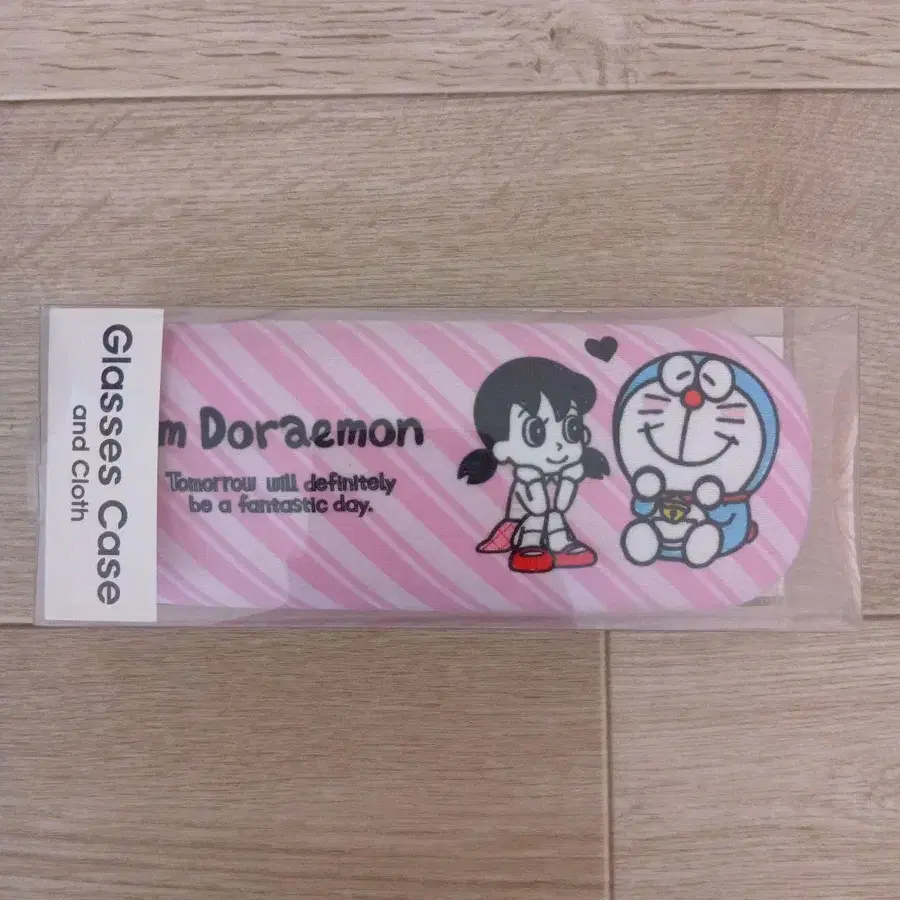 Glasses Case
and Cloth
m Doraemon
Tomorrow will definitely
be a fantastic day.